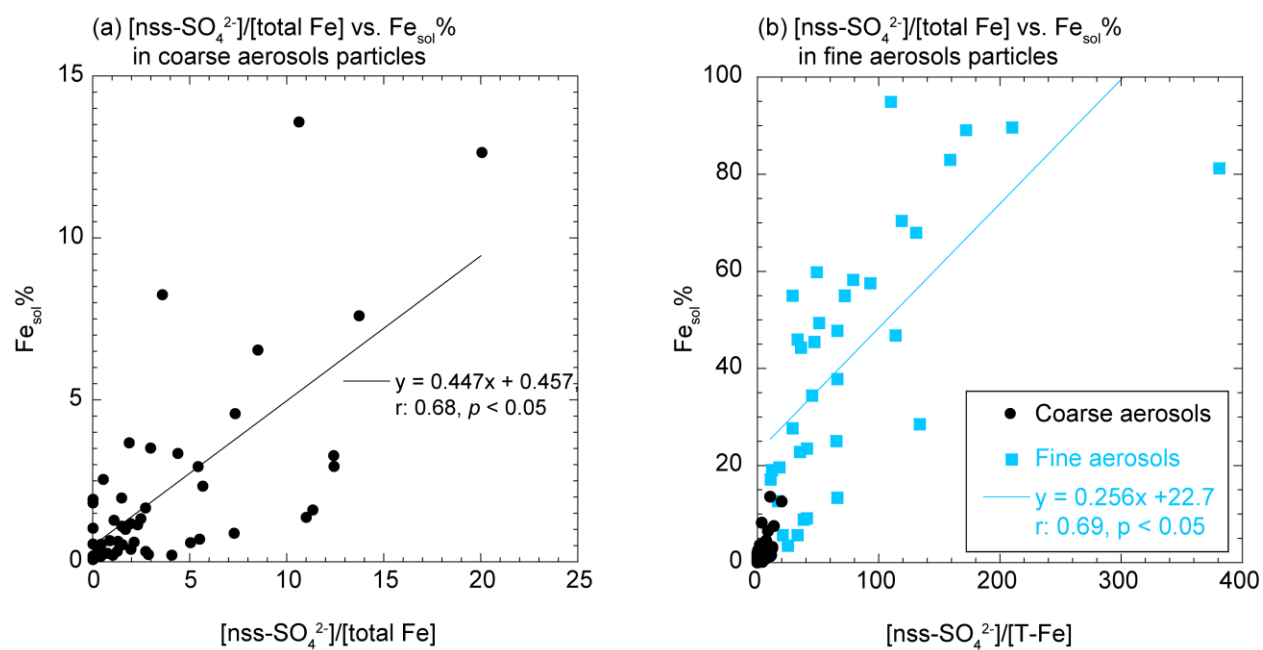 (a) [nss-SO₄²⁻]/[total Fe] vs. Feₛₒₗ%
in coarse aerosols particles
15
10
5
0
Feₛₒₗ%
y = 0.447x + 0.457,
r: 0.68, p < 0.05
0 5 10 15 20 25
[nss-SO₄²⁻]/[total Fe]
(b) [nss-SO₄²⁻]/[total Fe] vs. Feₛₒₗ%
in fine aerosols particles
100
80
60
40
20
0
Feₛₒₗ%
Coarse aerosols
Fine aerosols
y = 0.256x +22.7
r: 0.69, p < 0.05
0 100 200 300 400
[nss-SO₄²⁻]/[T-Fe]